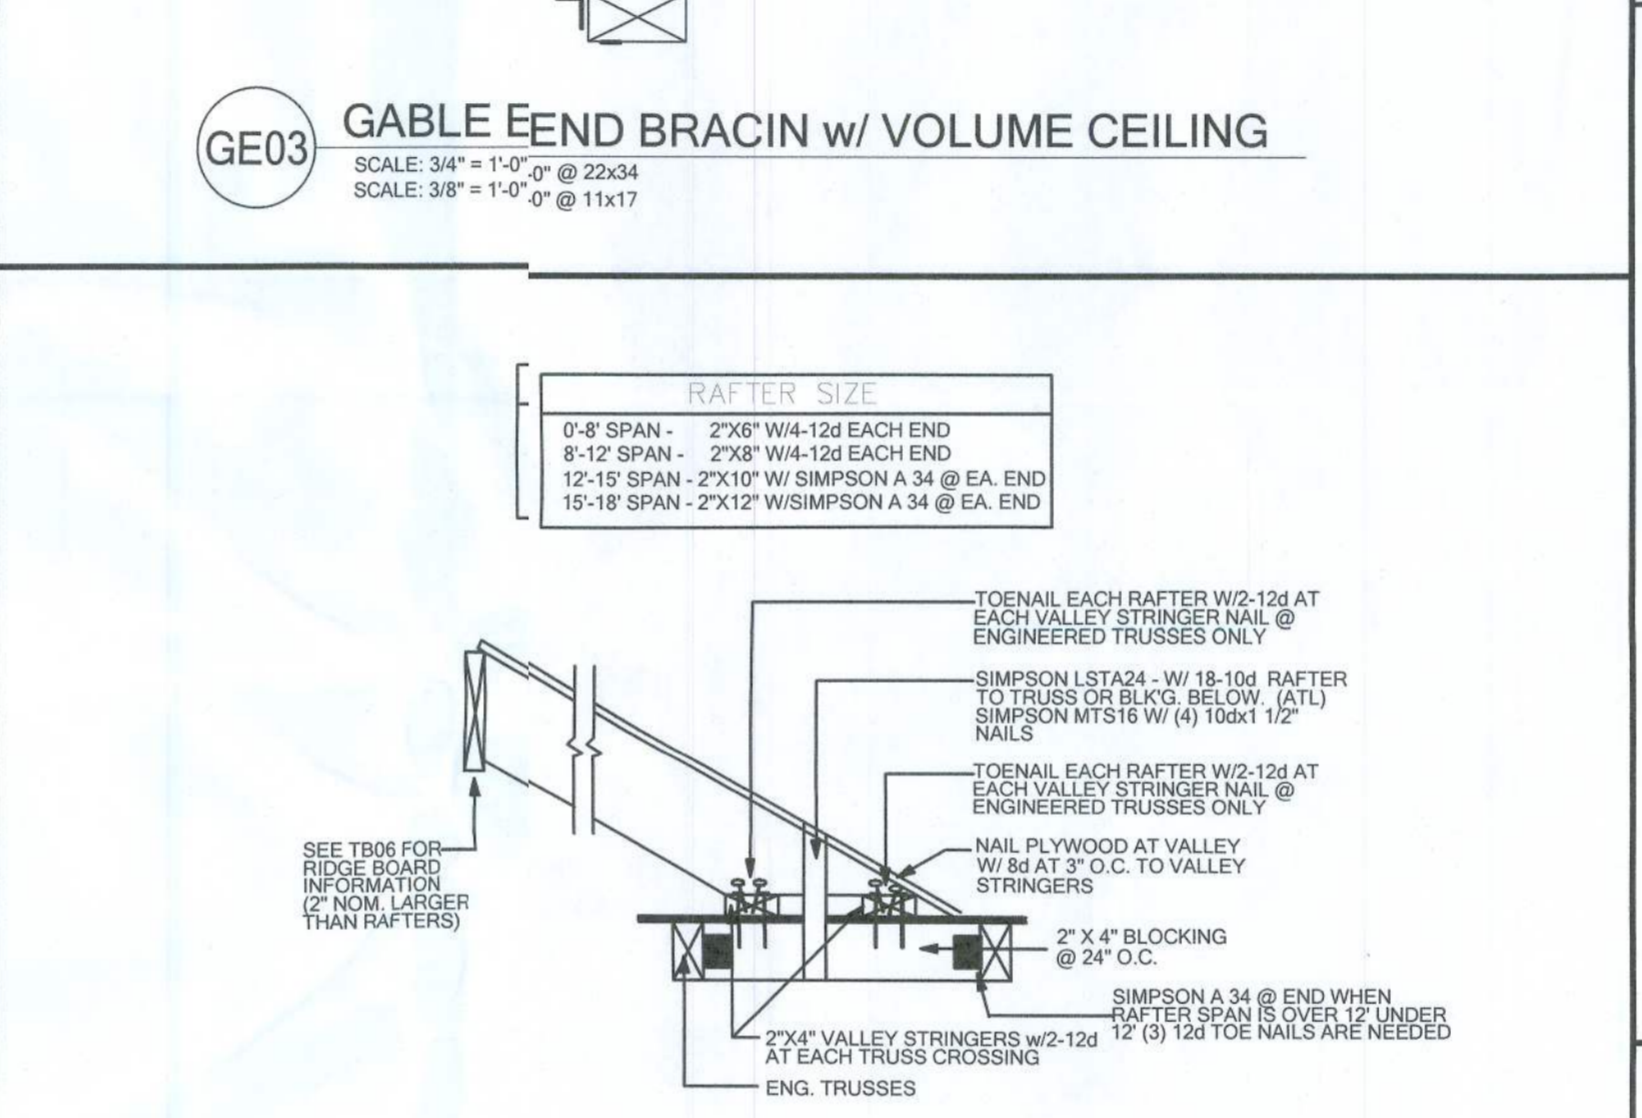 GE03
GABLE EEND BRACIN w/ VOLUME CEILING
SCALE: 3/4" = 1'-0".-0" @ 22x34
SCALE: 3/8" = 1'-0".-0" @ 11x17
RAFTER SIZE
0'-8' SPAN - 2"X6" W/4-12d EACH END
8'-12' SPAN - 2"X8" W/4-12d EACH END
12'-15' SPAN - 2"X10" W/ SIMPSON A 34 @ EA. END
15'-18' SPAN - 2"X12" W/SIMPSON A 34 @ EA. END
TOENAIL EACH RAFTER W/2-12d AT
EACH VALLEY STRINGER NAIL @
ENGINEERED TRUSSES ONLY
SIMPSON LSTA24 - W/ 18-10d RAFTER
TO TRUSS OR BLK'G. BELOW. (ATL)
SIMPSON MTS16 W/ (4) 10dx1 1/2"
NAILS
TOENAIL EACH RAFTER W/2-12d AT
EACH VALLEY STRINGER NAIL @
ENGINEERED TRUSSES ONLY
NAIL PLYWOOD AT VALLEY
W/ 8d AT 3" O.C. TO VALLEY
STRINGERS
SEE TB06 FOR
RIDGE BOARD
INFORMATION
(2" NOM. LARGER
THAN RAFTERS)
2" X 4" BLOCKING
@ 24" O.C.
SIMPSON A 34 @ END WHEN
RAFTER SPAN IS OVER 12' UNDER
12' (3) 12d TOE NAILS ARE NEEDED
2"X4" VALLEY STRINGERS w/2-12d
AT EACH TRUSS CROSSING
ENG. TRUSSES